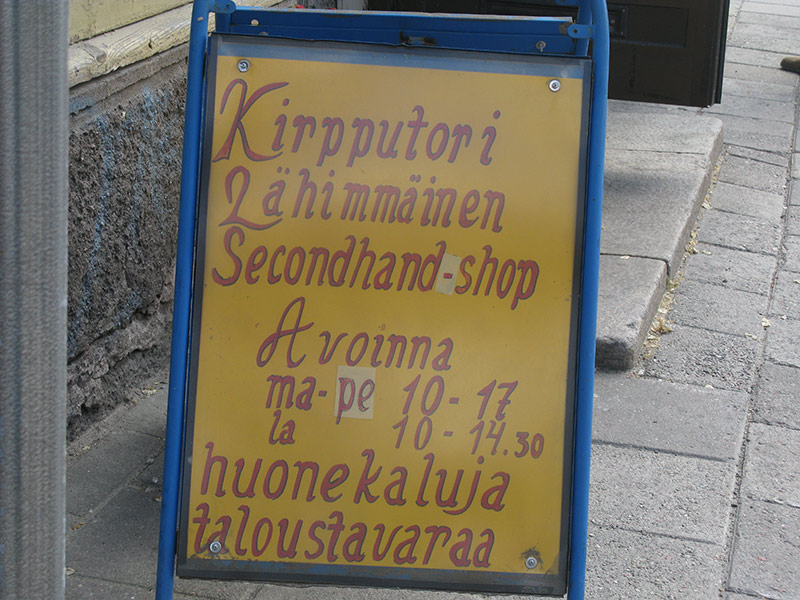 Kirpputori
Lähimmäinen
Secondhand-shop
Avoinna
ma-pe 10-17
la 10-14.30
huonekaluja
taloustavaraa